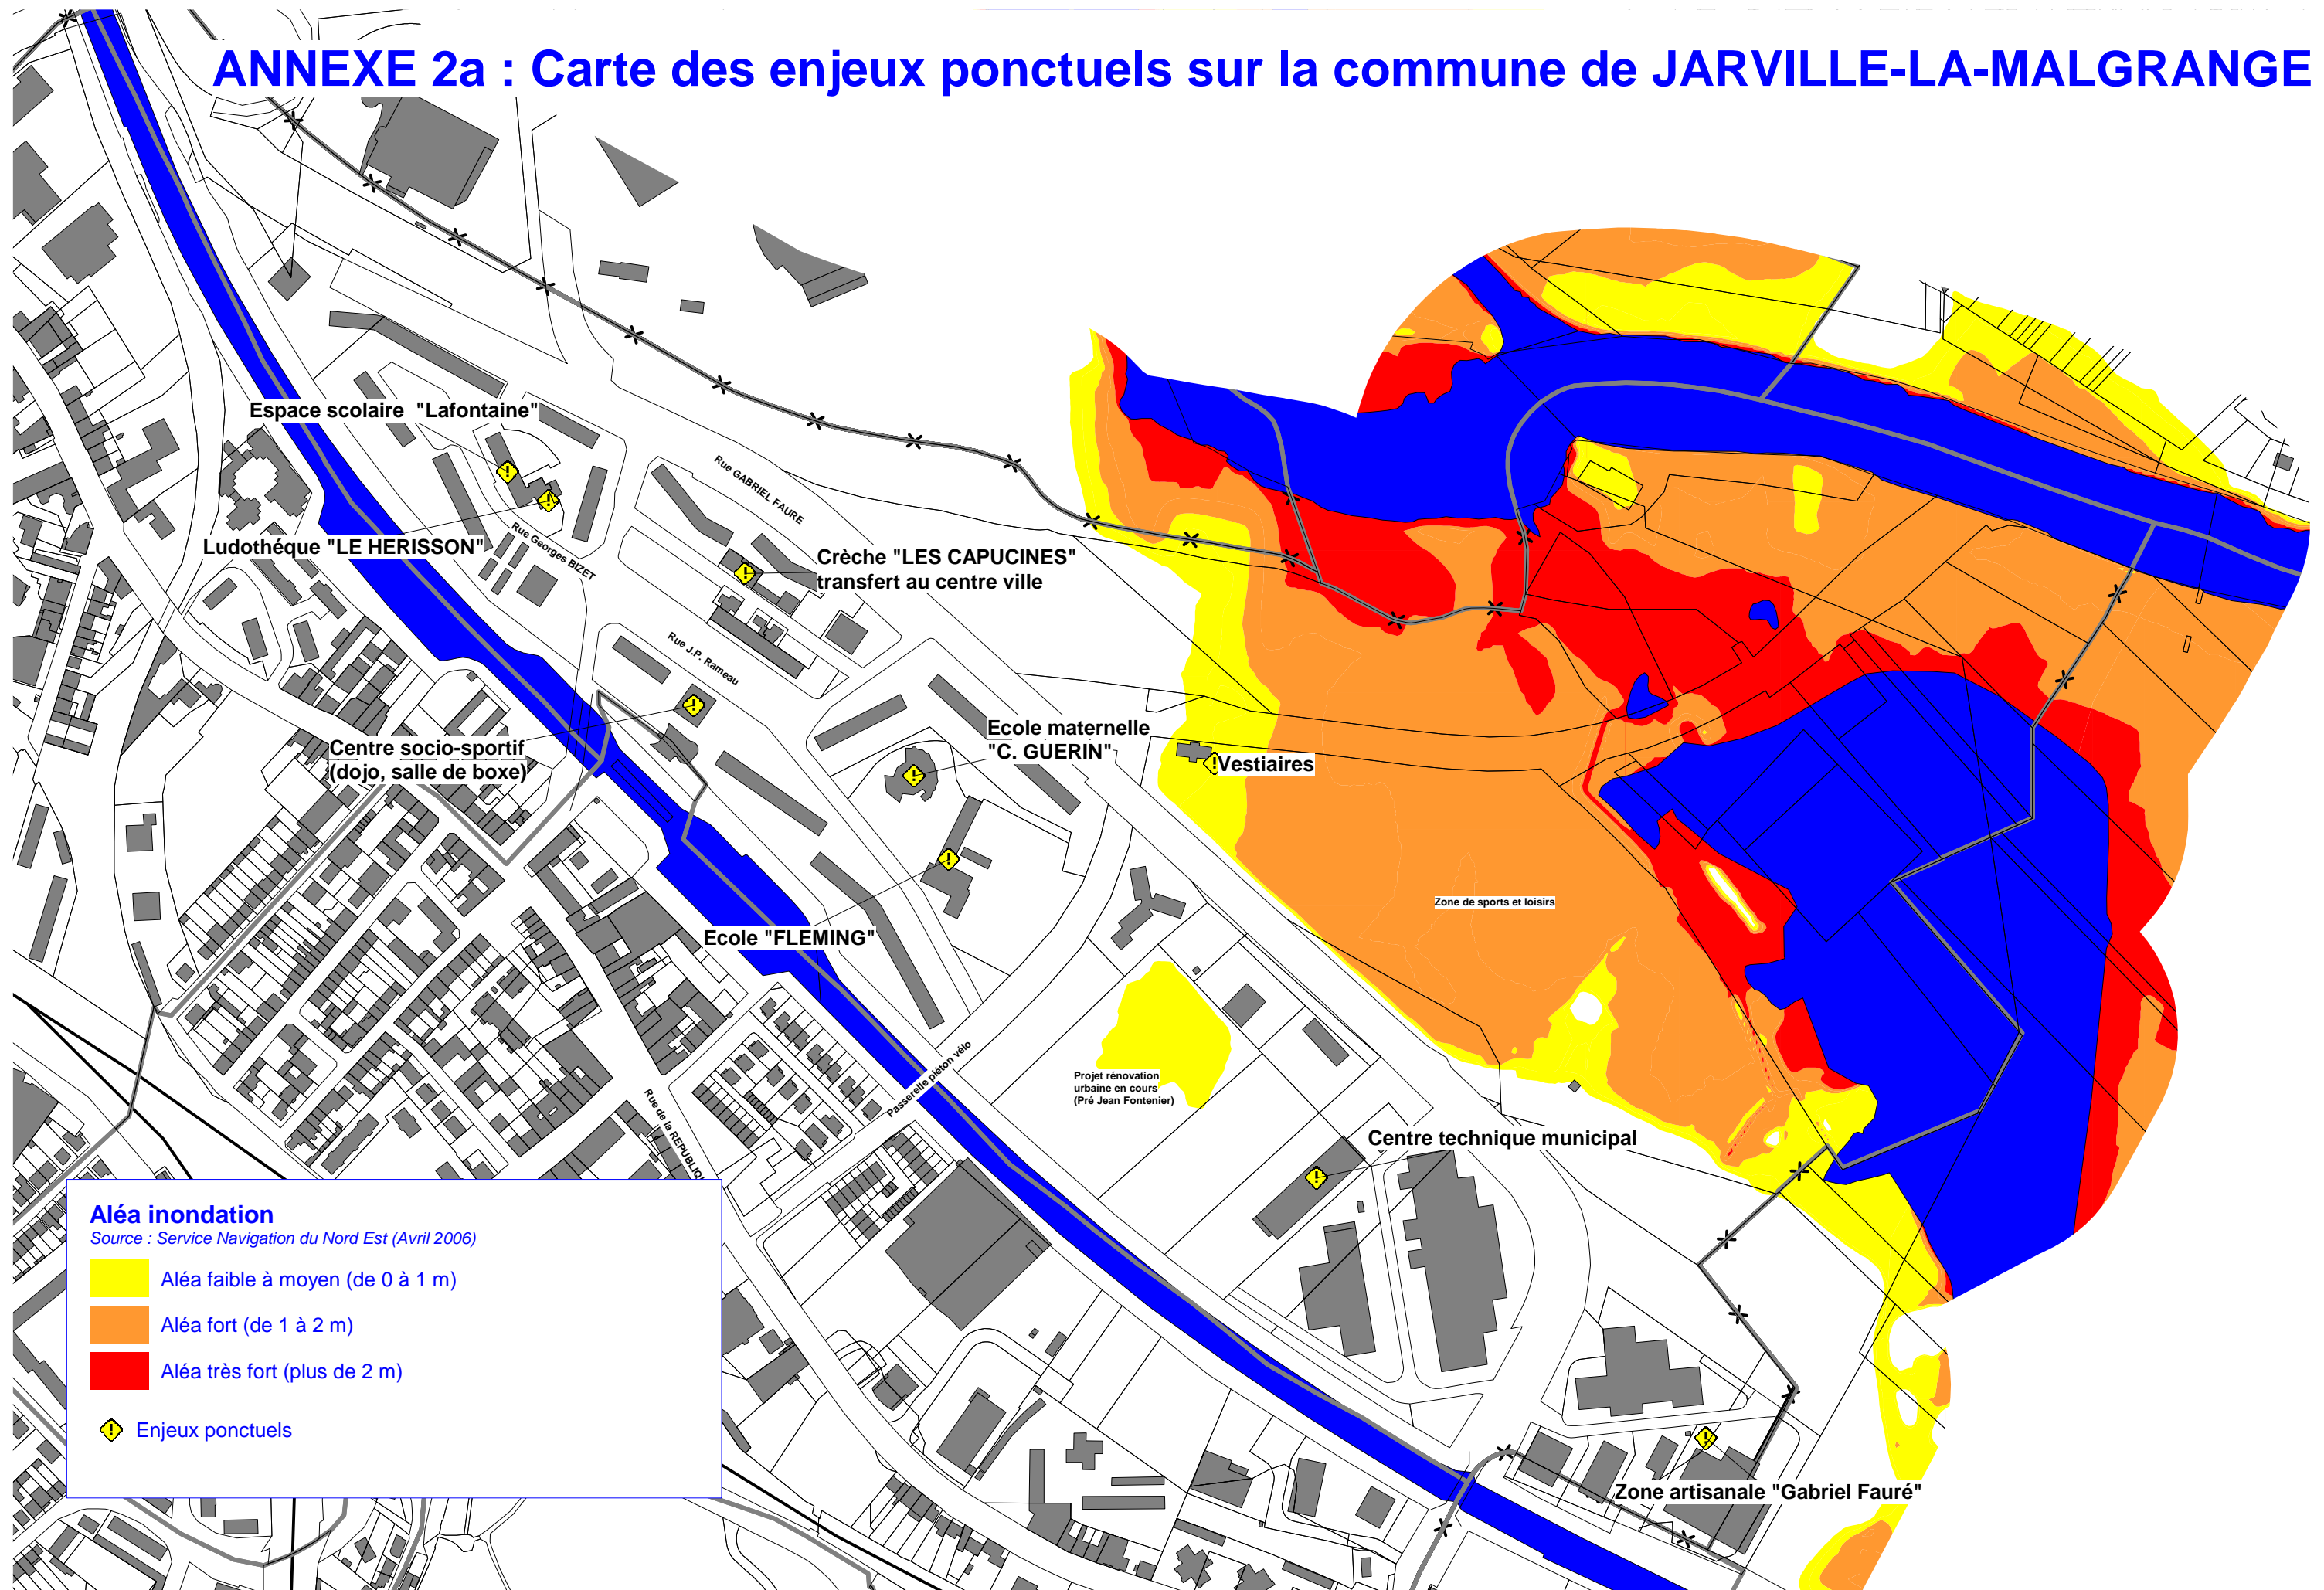 ANNEXE 2a : Carte des enjeux ponctuels sur la commune de JARVILLE-LA-MALGRANGE
Espace scolaire "Lafontaine"
Rue GABRIEL FAURE
Ludothéque "LE HERISSON"
Rue Georges BIZET
Crèche "LES CAPUCINES"
transfert au centre ville
Rue J.P. Rameau
Centre socio-sportif
(dojo, salle de boxe)
Ecole maternelle
"C. GUERIN"
Vestiaires
Zone de sports et loisirs
Ecole "FLEMING"
Passerelle piéton vélo
Projet rénovation
urbaine en cours
(Pré Jean Fontenier)
Rue de la REPUBLIQ
Centre technique municipal
Zone artisanale "Gabriel Fauré"
Aléa inondation
Source : Service Navigation du Nord Est (Avril 2006)
Aléa faible à moyen (de 0 à 1 m)
Aléa fort (de 1 à 2 m)
Aléa très fort (plus de 2 m)
Enjeux ponctuels